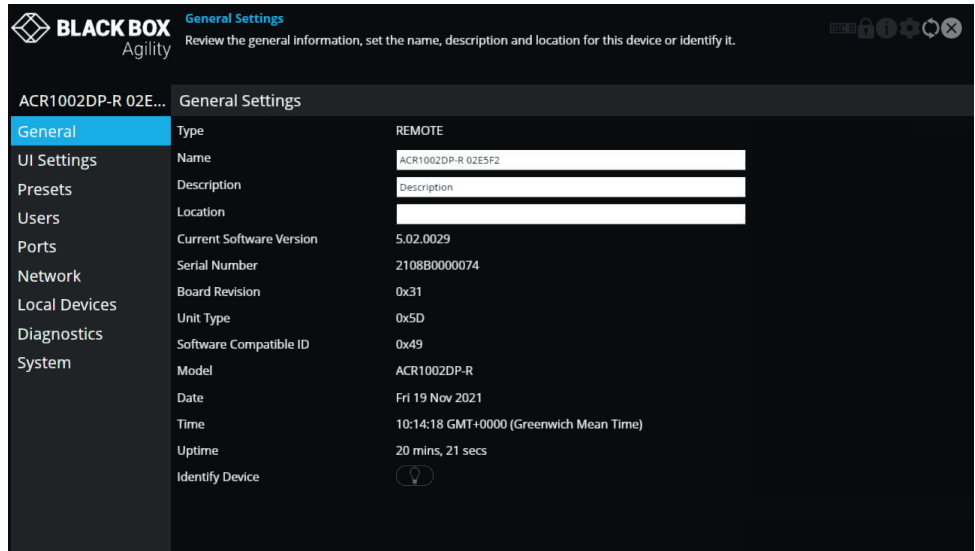 BLACK BOX
Agility
General Settings
Review the general information, set the name, description and location for this device or identify it.
ACR1002DP-R 02E...
General
UI Settings
Presets
Users
Ports
Network
Local Devices
Diagnostics
System
General Settings
Type REMOTE
Name ACR1002DP-R 02E5F2
Description Description
Location
Current Software Version 5.02.0029
Serial Number 2108B0000074
Board Revision 0x31
Unit Type 0x5D
Software Compatible ID 0x49
Model ACR1002DP-R
Date Fri 19 Nov 2021
Time 10:14:18 GMT+0000 (Greenwich Mean Time)
Uptime 20 mins, 21 secs
Identify Device